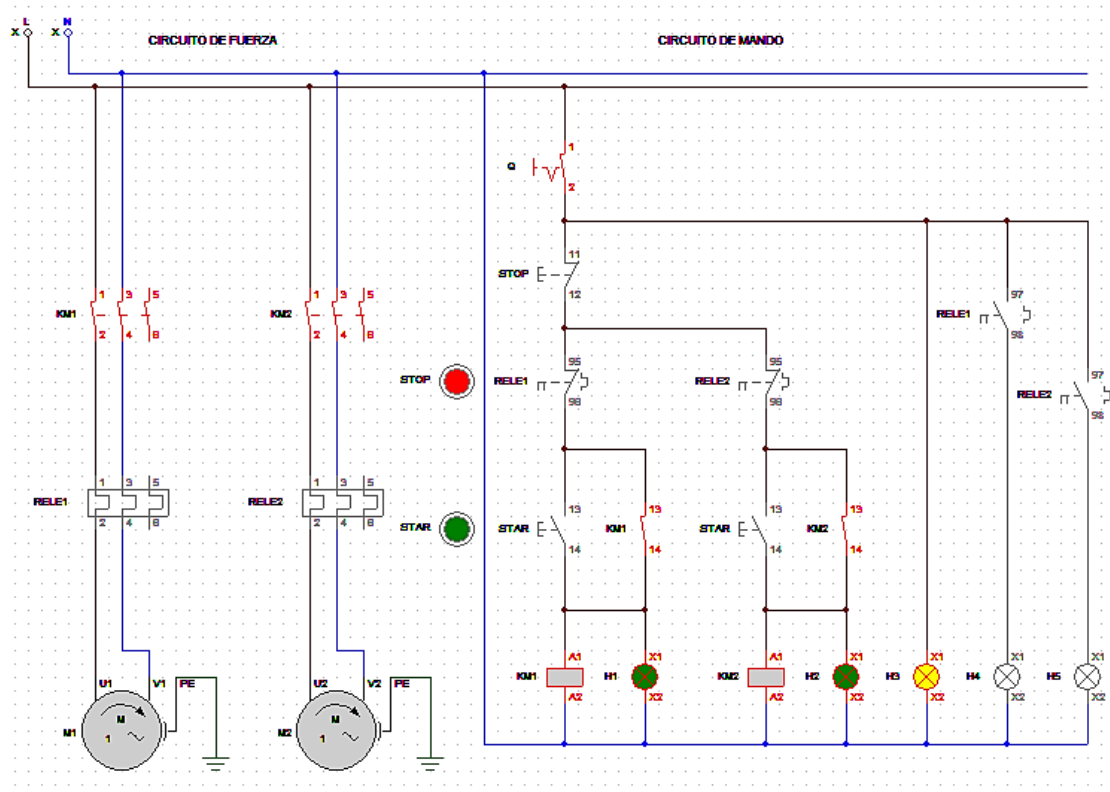 L N
X X
CIRCUITO DE FUERZA CIRCUITO DE MANDO
1
Q
2
11
STOP
12
1 3 5 1 3 5 97
KM1 KM2 RELE1
2 4 6 2 4 6 98
95 95 97
STOP RELE1 RELE2 RELE2
96 96 98
1 3 5 1 3 5
RELE1 RELE2
2 4 6 2 4 6
13 13 13 13
STAR STAR KM1 STAR KM2
14 14 14 14
A1 X1 A1 X1 X1 X1 X1
KM1 H1 KM2 H2 H3 H4 H5
A2 X2 A2 X2 X2 X2 X2
U1 V1 PE U2 V2 PE
M M
M1 M2
1 1